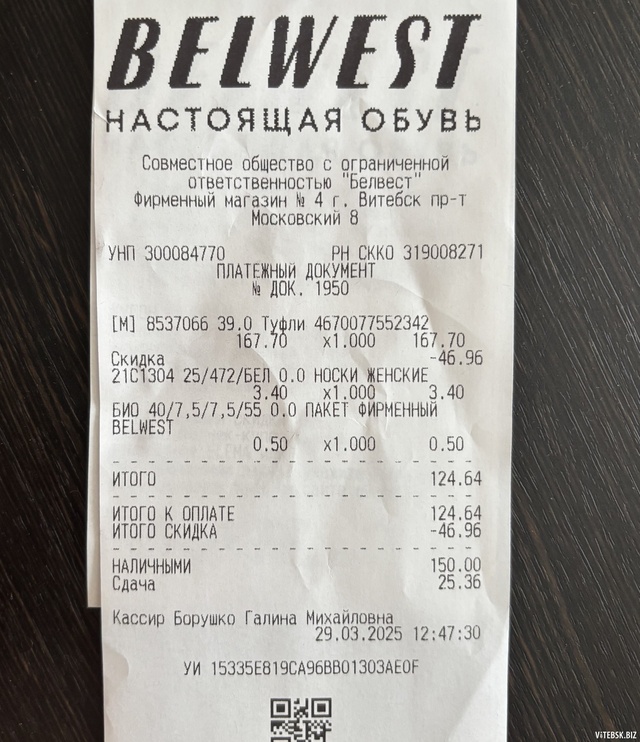 BELWEST
НАСТОЯЩАЯ ОБУВЬ
Совместное общество с ограниченной
ответственностью "Белвест"
Фирменный магазин № 4 г. Витебск пр-т
Московский 8
УНП 300084770 РН СККО 319008271
ПЛАТЕЖНЫЙ ДОКУМЕНТ
№ ДОК. 1950
[M] 8537066 39.0 Туфли 4670077552342
167.70 x1.000 167.70
Скидка -46.96
21С1304 25/472/БЕЛ 0.0 НОСКИ ЖЕНСКИЕ
3.40 x1.000 3.40
БИО 40/7,5/7,5/55 0.0 ПАКЕТ ФИРМЕННЫЙ
BELWEST
0.50 x1.000 0.50
ИТОГО 124.64
ИТОГО К ОПЛАТЕ 124.64
ИТОГО СКИДКА -46.96
НАЛИЧНЫМИ 150.00
Сдача 25.36
Кассир Борушко Галина Михайловна
29.03.2025 12:47:30
УИ 15335E819CA96BB01303AE0F
ViTEBSK.BIZ